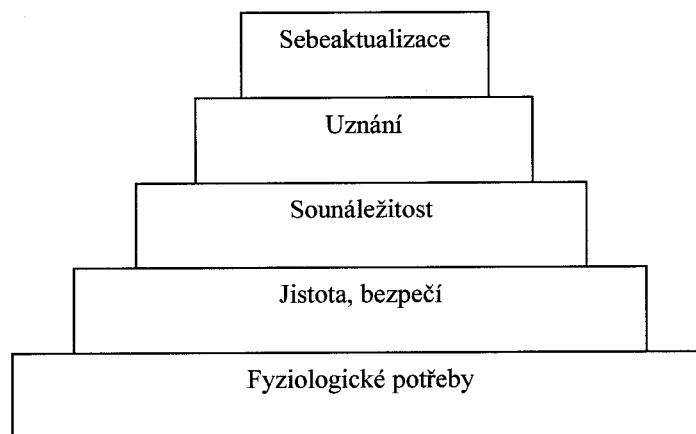 Sebeaktualizace
Uznání
Sounáležitost
Jistota, bezpečí
Fyziologické potřeby